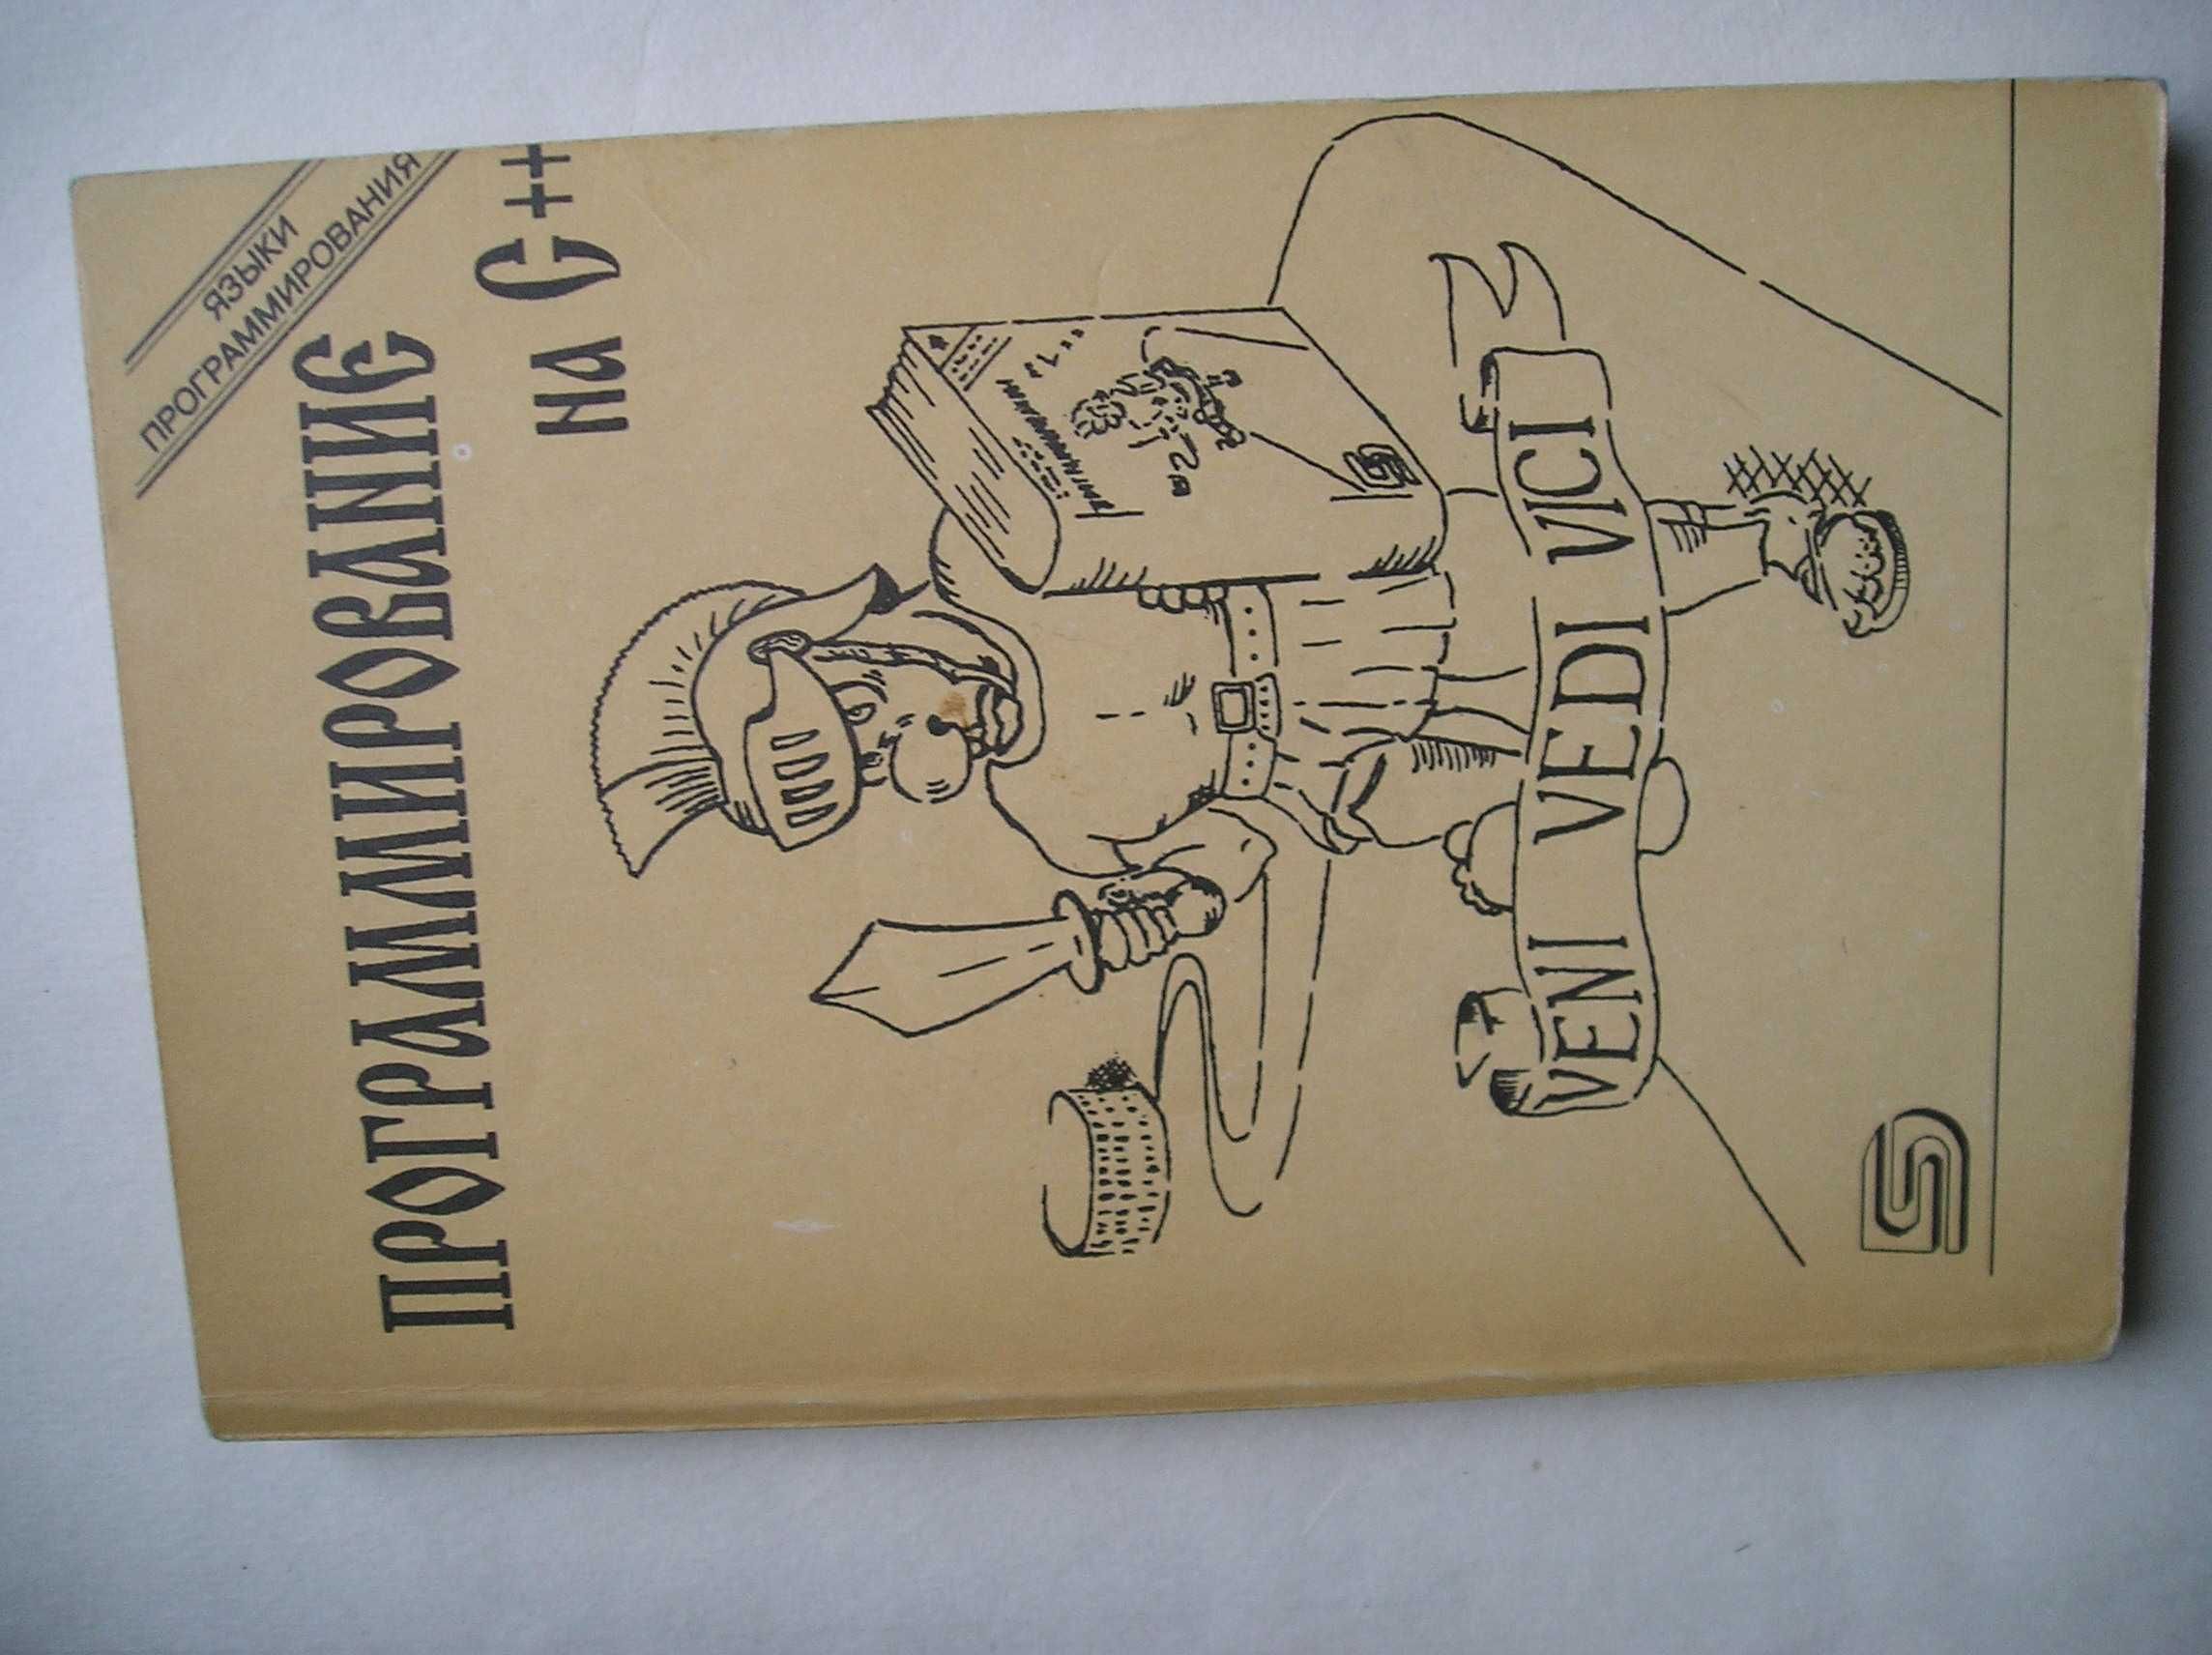 ЯЗЫКИ
ПРОГРАММИРОВАНИЯ
ПРОГРАММИРОВАНИЕ
НА C++
VENI VEDI VICI